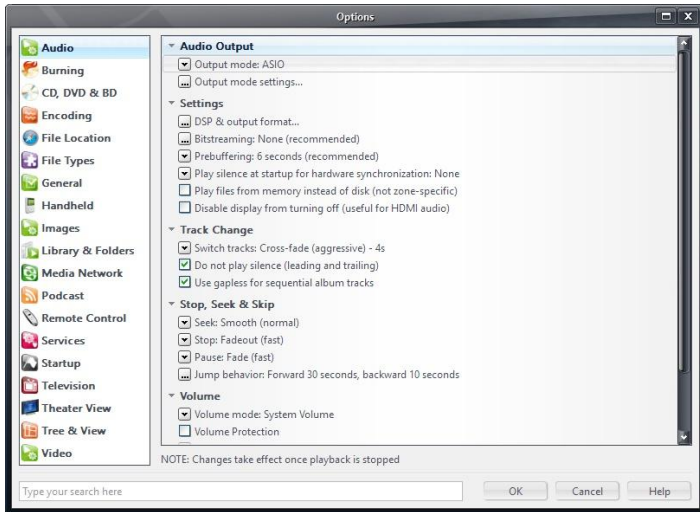 Options
Audio
Burning
CD, DVD & BD
Encoding
File Location
File Types
General
Handheld
Images
Library & Folders
Media Network
Podcast
Remote Control
Services
Startup
Television
Theater View
Tree & View
Video
Audio Output
Output mode: ASIO
Output mode settings...
Settings
DSP & output format...
Bitstreaming: None (recommended)
Prebuffering: 6 seconds (recommended)
Play silence at startup for hardware synchronization: None
Play files from memory instead of disk (not zone-specific)
Disable display from turning off (useful for HDMI audio)
Track Change
Switch tracks: Cross-fade (aggressive) - 4s
Do not play silence (leading and trailing)
Use gapless for sequential album tracks
Stop, Seek & Skip
Seek: Smooth (normal)
Stop: Fadeout (fast)
Pause: Fade (fast)
Jump behavior: Forward 30 seconds, backward 10 seconds
Volume
Volume mode: System Volume
Volume Protection
NOTE: Changes take effect once playback is stopped
Type your search here
OK
Cancel
Help